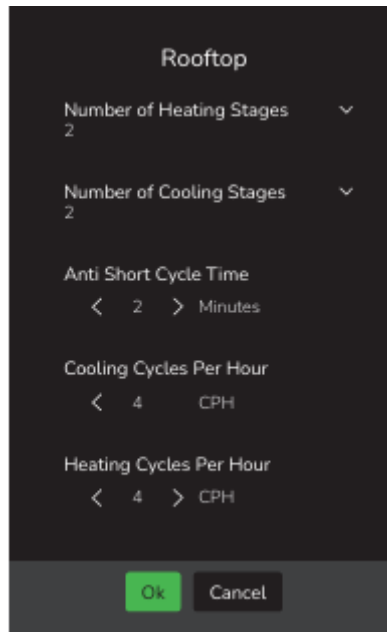 Rooftop
Number of Heating Stages
2
Number of Cooling Stages
2
Anti Short Cycle Time
2 Minutes
Cooling Cycles Per Hour
4 CPH
Heating Cycles Per Hour
4 CPH
Ok Cancel